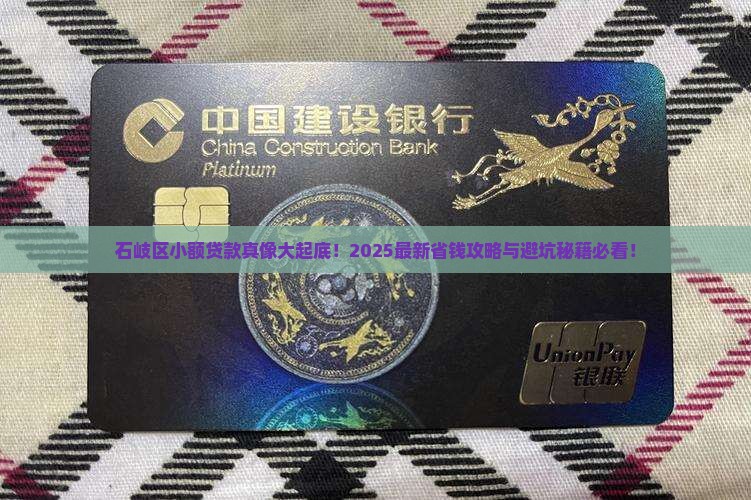 中国建设银行
China Construction Bank
Platinum
石岐区小额贷款真像大起底！2025最新省钱攻略与避坑秘籍必看！
UnionPay
银联